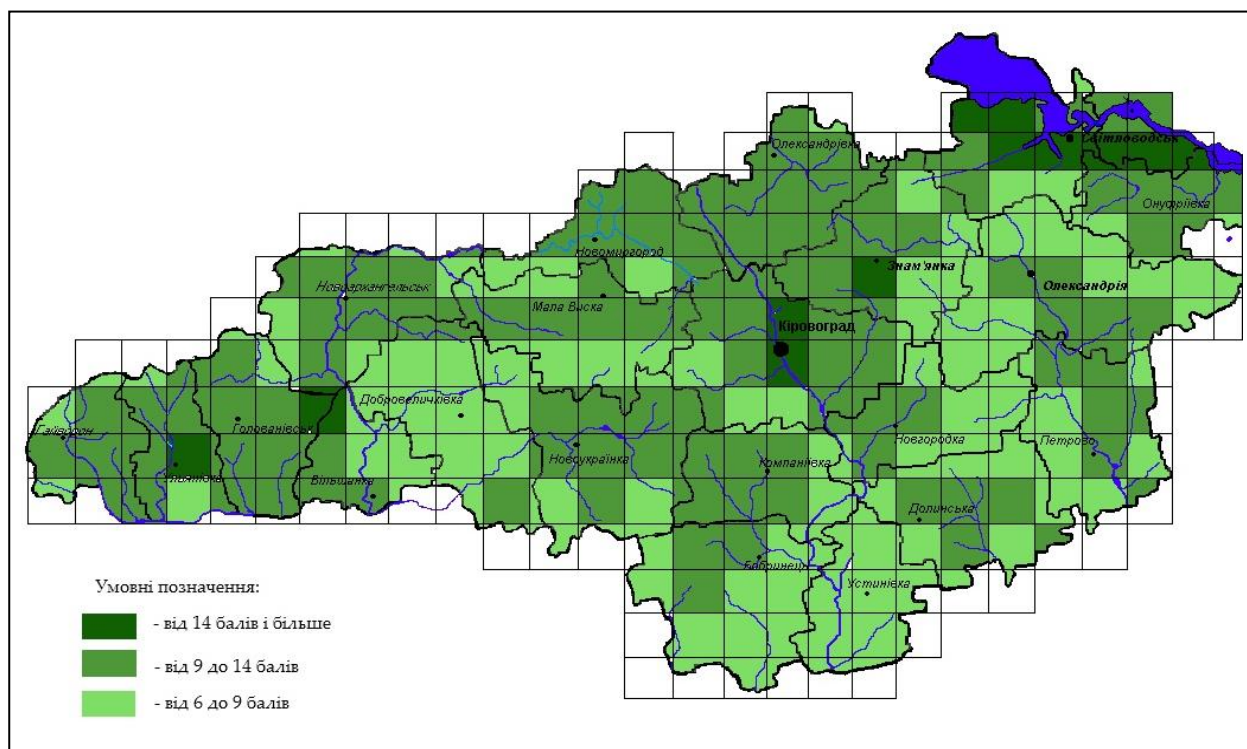 Світловодськ
Олександрівка
Онуфріївка
Новомиргород
Знам'янка
Новоархангельськ
Олександрія
Мала Виска
Кіровоград
Добровеличківка
Гайворон
Голованівськ
Новгородка
Новоукраїнка
Петрово
Компаніївка
Ульяновка
Вільшанка
Долинська
Бобринець
Устинівка
Умовні позначення:
- від 14 балів і більше
- від 9 до 14 балів
- від 6 до 9 балів